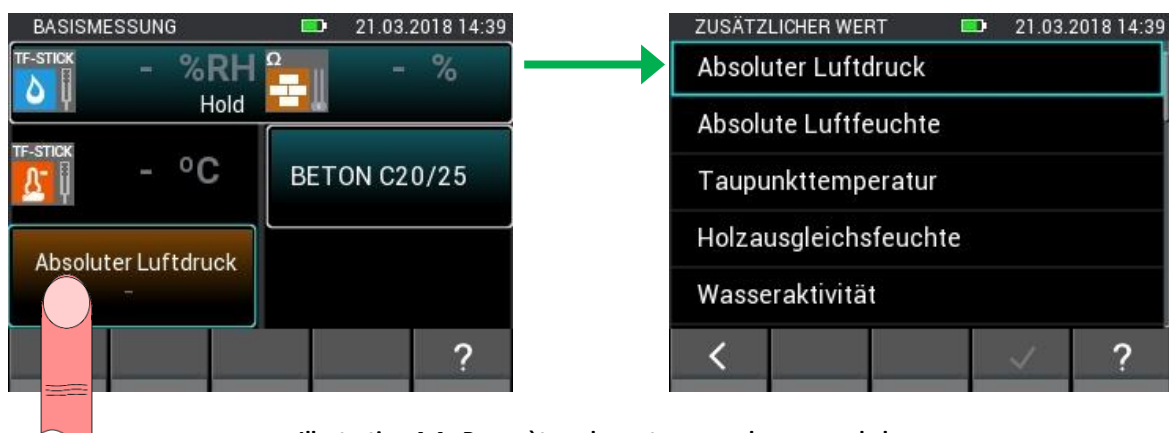 BASISMESSUNG 21.03.2018 14:39
TF-STICK - %RH Ω - %
Hold
TF-STICK - °C BETON C20/25
Absoluter Luftdruck
-
?
ZUSÄTZLICHER WERT 21.03.2018 14:39
Absoluter Luftdruck
Absolute Luftfeuchte
Taupunkttemperatur
Holzausgleichsfeuchte
Wasseraktivität
< ✓ ?